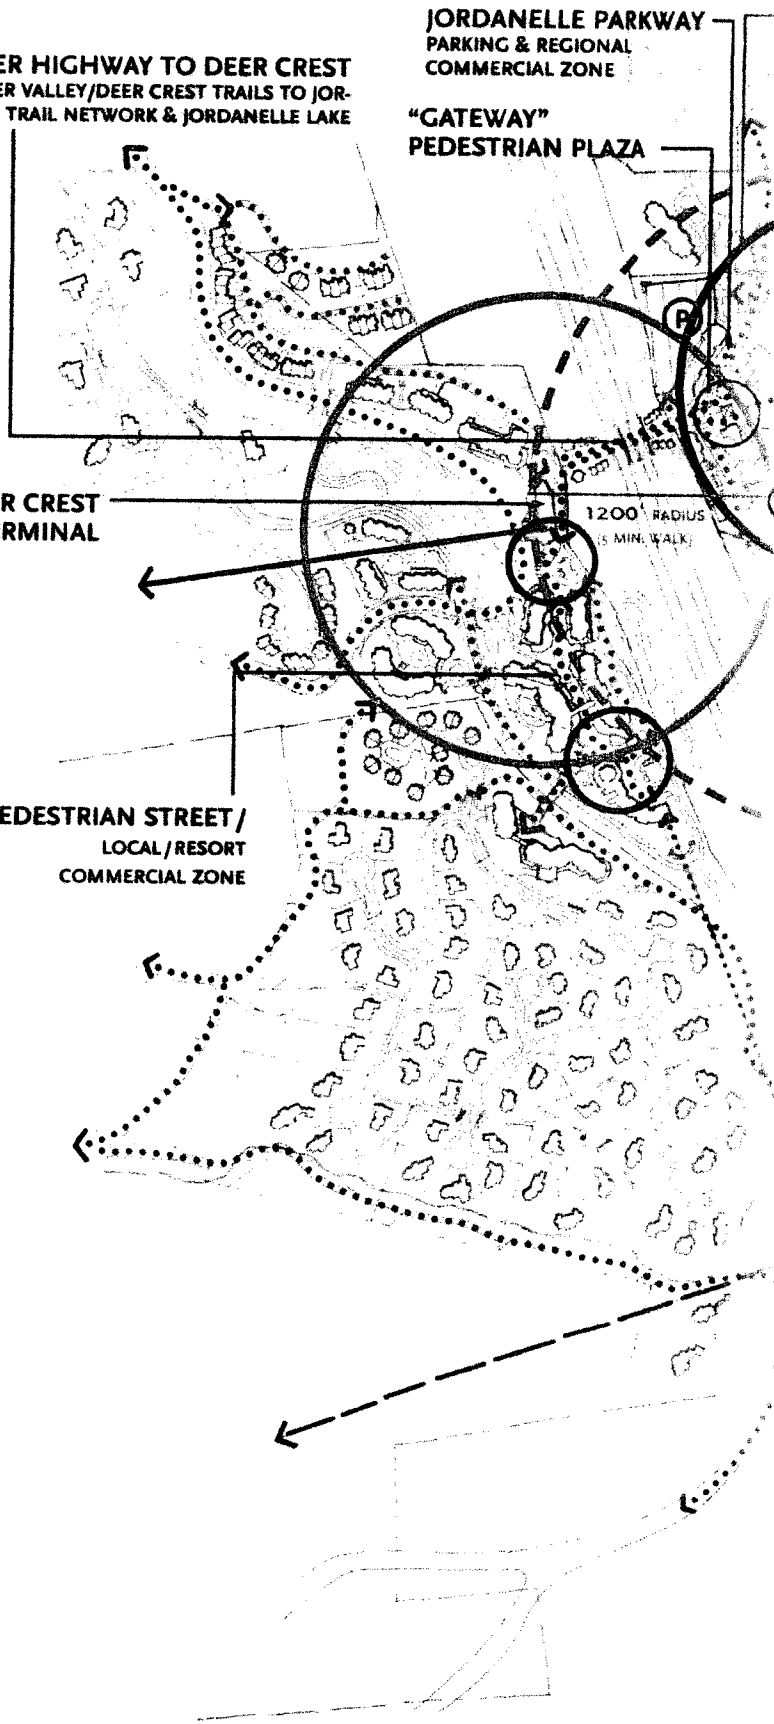 JORDANELLE PARKWAY
PARKING & REGIONAL
COMMERCIAL ZONE
ER HIGHWAY TO DEER CREST
ER VALLEY/DEER CREST TRAILS TO JOR-
TRAIL NETWORK & JORDANELLE LAKE
“GATEWAY”
PEDESTRIAN PLAZA
P
R CREST
ERMINAL
1200' RADIUS
(5 MIN. WALK)
EDESTRIAN STREET/
LOCAL/RESORT
COMMERCIAL ZONE